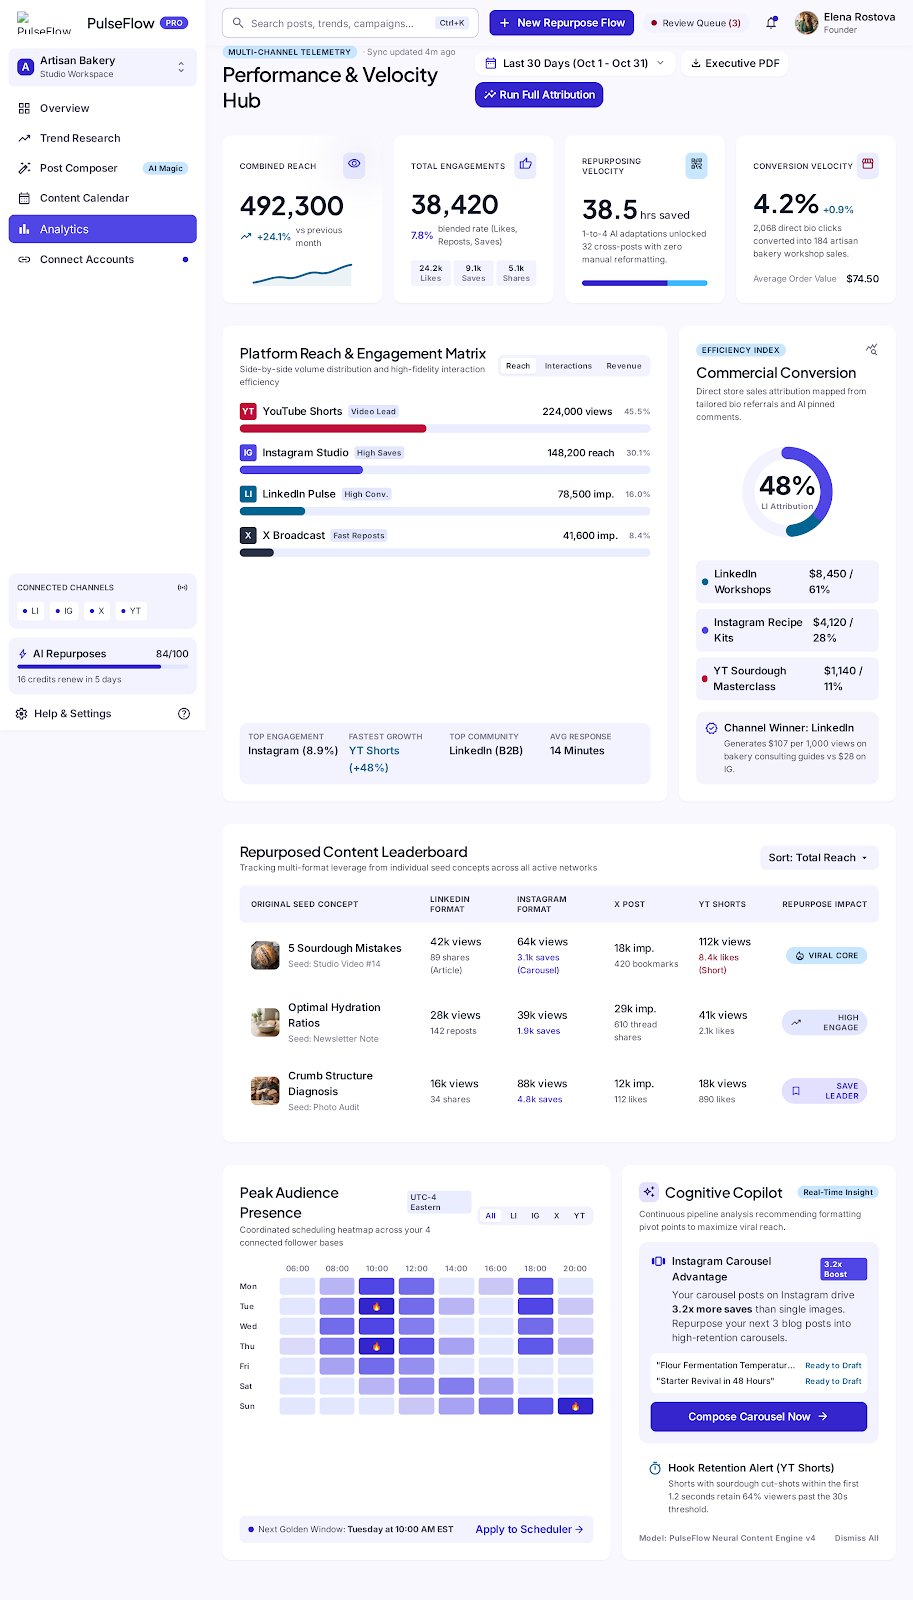 PulseFlow
PulseFlow PRO
Search posts, trends, campaigns... Ctrl+K
New Repurpose Flow
Review Queue (3)
Elena Rostova
Founder
A Artisan Bakery
Studio Workspace
Overview
Trend Research
Post Composer AI Magic
Content Calendar
Analytics
Connect Accounts
CONNECTED CHANNELS
LI IG X YT
AI Repurposes 84/100
16 credits renew in 5 days
Help & Settings
MULTI-CHANNEL TELEMETRY · Sync updated 4m ago
Performance & Velocity
Hub
Last 30 Days (Oct 1 - Oct 31)
Executive PDF
Run Full Attribution
COMBINED REACH
492,300
+24.1% vs previous
month
TOTAL ENGAGEMENTS
38,420
7.8% blended rate (Likes,
Reposts, Saves)
24.2k 9.1k 5.1k
Likes Saves Shares
REPURPOSING
VELOCITY
38.5 hrs saved
1-to-4 AI adaptations unlocked
32 cross-posts with zero
manual reformatting.
CONVERSION VELOCITY
4.2% +0.9%
2,068 direct bio clicks
converted into 184 artisan
bakery workshop sales.
Average Order Value $74.50
Platform Reach & Engagement Matrix
Side-by-side volume distribution and high-fidelity interaction
efficiency
Reach Interactions Revenue
YT YouTube Shorts Video Lead 224,000 views 45.5%
IG Instagram Studio High Saves 148,200 reach 30.1%
LI LinkedIn Pulse High Conv. 78,500 imp. 16.0%
X X Broadcast Fast Reposts 41,600 imp. 8.4%
TOP ENGAGEMENT FASTEST GROWTH TOP COMMUNITY AVG RESPONSE
Instagram (8.9%) YT Shorts LinkedIn (B2B) 14 Minutes
(+48%)
EFFICIENCY INDEX
Commercial Conversion
Direct store sales attribution mapped from
tailored bio referrals and AI pinned
comments.
48%
LI Attribution
LinkedIn $8,450 /
Workshops 61%
Instagram Recipe $4,120 /
Kits 28%
YT Sourdough $1,140 /
Masterclass 11%
Channel Winner: LinkedIn
Generates $107 per 1,000 views on
bakery consulting guides vs $28 on
IG.
Repurposed Content Leaderboard
Tracking multi-format leverage from individual seed concepts across all active networks
Sort: Total Reach
ORIGINAL SEED CONCEPT LINKEDIN INSTAGRAM X POST YT SHORTS REPURPOSE IMPACT
FORMAT FORMAT
5 Sourdough Mistakes 42k views 64k views 18k imp. 112k views VIRAL CORE
Seed: Studio Video #14 89 shares 3.1k saves 420 bookmarks 8.4k likes
(Article) (Carousel) (Short)
Optimal Hydration 28k views 39k views 29k imp. 41k views HIGH
Ratios 142 reposts 1.9k saves 610 thread 2.1k likes ENGAGE
Seed: Newsletter Note shares
Crumb Structure 16k views 88k views 12k imp. 18k views SAVE
Diagnosis 34 shares 4.8k saves 112 likes 890 likes LEADER
Seed: Photo Audit
Peak Audience
Presence
UTC-4
Eastern
All LI IG X YT
Coordinated scheduling heatmap across your 4
connected follower bases
06:00 08:00 10:00 12:00 14:00 16:00 18:00 20:00
Mon
Tue 🔥
Wed
Thu 🔥
Fri
Sat
Sun 🔥
Next Golden Window: Tuesday at 10:00 AM EST Apply to Scheduler →
Cognitive Copilot Real-Time Insight
Continuous pipeline analysis recommending formatting
pivot points to maximize viral reach.
Instagram Carousel 3.2x
Advantage Boost
Your carousel posts on Instagram drive
3.2x more saves than single images.
Repurpose your next 3 blog posts into
high-retention carousels.
"Flour Fermentation Temperatur... Ready to Draft
"Starter Revival in 48 Hours" Ready to Draft
Compose Carousel Now →
Hook Retention Alert (YT Shorts)
Shorts with sourdough cut-shots within the first
1.2 seconds retain 64% viewers past the 30s
threshold.
Model: PulseFlow Neural Content Engine v4 Dismiss All